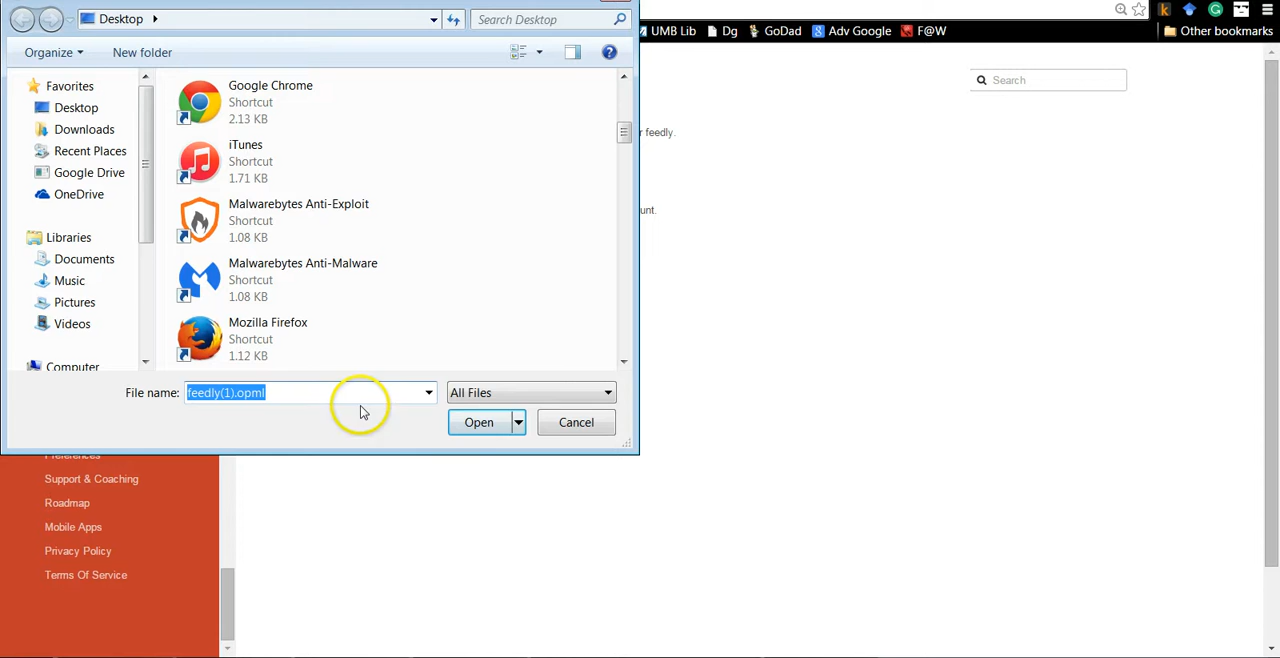 Desktop
Search Desktop
Organize
New folder
Favorites
Desktop
Downloads
Recent Places
Google Drive
OneDrive
Libraries
Documents
Music
Pictures
Videos
Computer
Google Chrome
Shortcut
2.13 KB
iTunes
Shortcut
1.71 KB
Malwarebytes Anti-Exploit
Shortcut
1.08 KB
Malwarebytes Anti-Malware
Shortcut
1.08 KB
Mozilla Firefox
Shortcut
1.12 KB
File name: feedly(1).opml
All Files
Open
Cancel
UMB Lib
Dg
GoDad
Adv Google
F@W
Other bookmarks
Search
r feedly.
unt.
Preferences
Support & Coaching
Roadmap
Mobile Apps
Privacy Policy
Terms Of Service